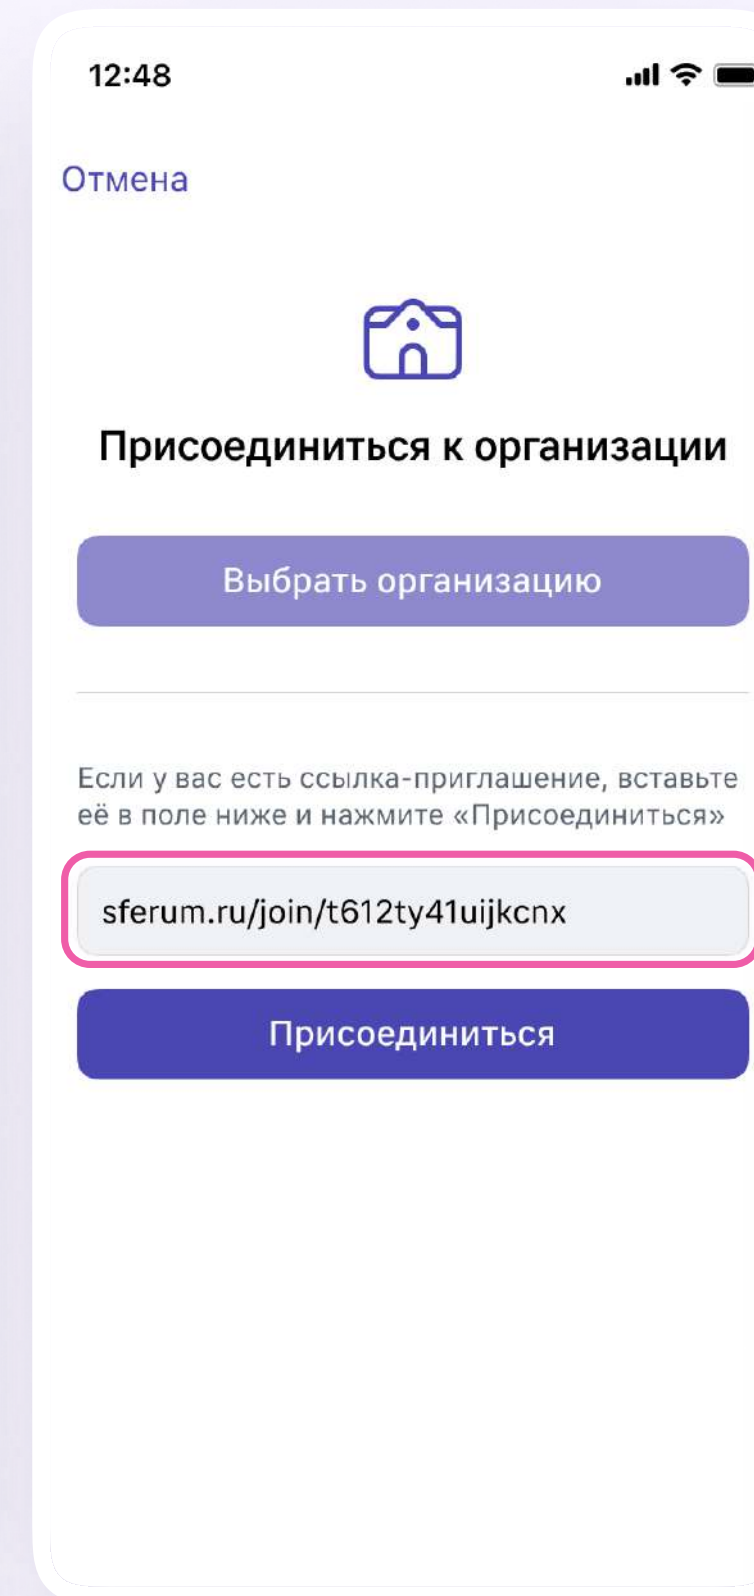 12:48
Отмена
Присоединиться к организации
Выбрать организацию
Если у вас есть ссылка-приглашение, вставьте
её в поле ниже и нажмите «Присоединиться»
sferum.ru/join/t612ty41uijkcnx
Присоединиться